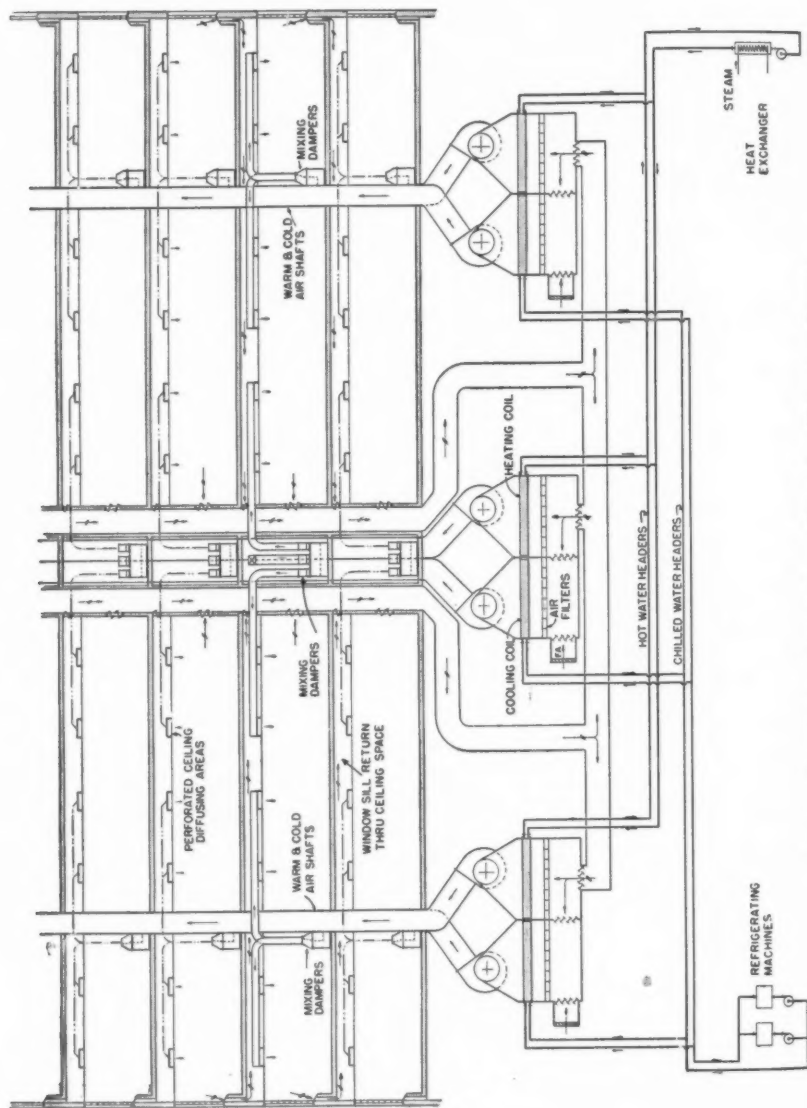 PERFORATED CEILING
DIFFUSING AREAS
WARM & COLD
AIR SHAFTS
MIXING
DAMPERS
WINDOW SILL RETURN
THRU CEILING SPACE
MIXING
DAMPERS
WARM & COLD
AIR SHAFTS
MIXING
DAMPERS
COOLING COIL
HEATING COIL
FA
AIR
FILTERS
HOT WATER HEADERS
CHILLED WATER HEADERS
REFRIGERATING
MACHINES
STEAM
HEAT
EXCHANGER